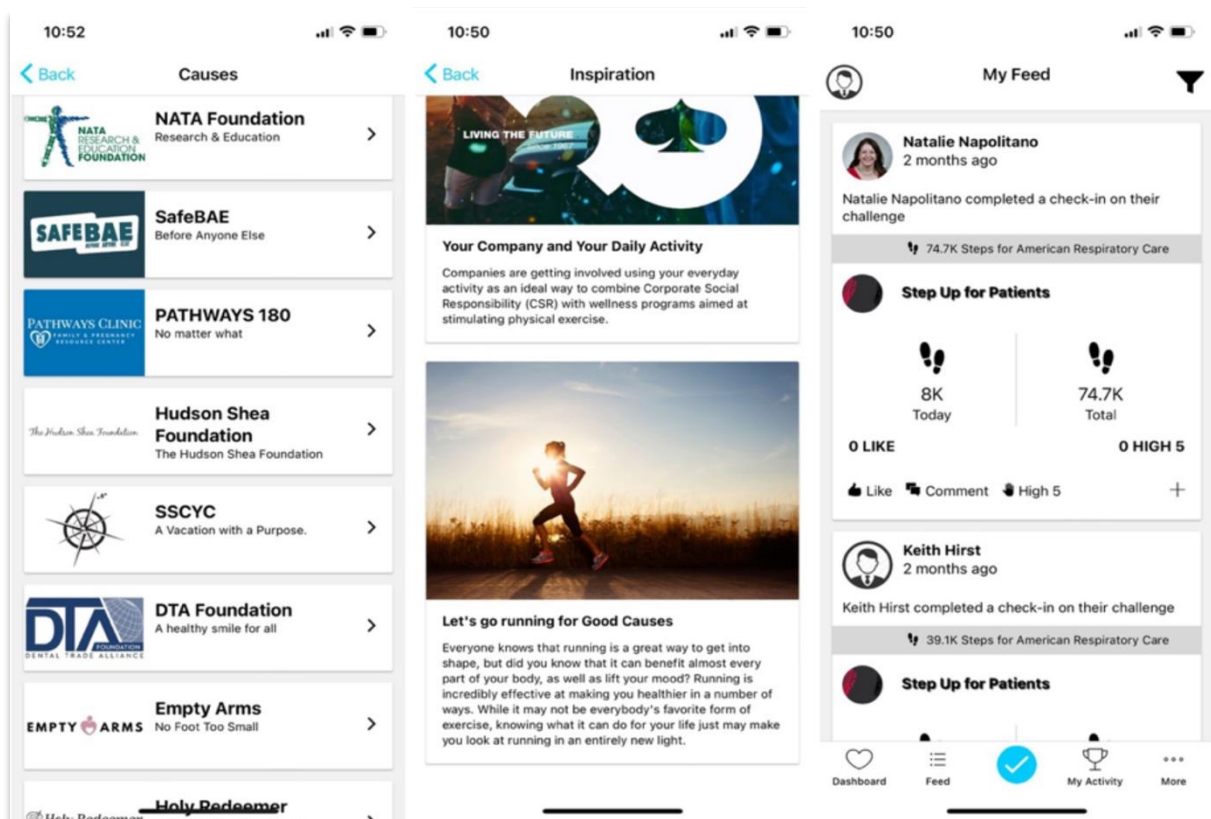 10:52
Back
Causes
NATA
RESEARCH &
EDUCATION
FOUNDATION
NATA Foundation
Research & Education
SAFEBAE
SafeBAE
Before Anyone Else
PATHWAYS CLINIC
FAMILY & PREGNANCY
RESOURCE CENTER
PATHWAYS 180
No matter what
The Hudson Shea Foundation
Hudson Shea
Foundation
The Hudson Shea Foundation
SSCYC
A Vacation with a Purpose.
DTA
FOUNDATION
DENTAL TRADE ALLIANCE
DTA Foundation
A healthy smile for all
EMPTY ARMS
Empty Arms
No Foot Too Small
Holy Redeemer
Holy Redeemer
10:50
Back
Inspiration
LIVING THE FUTURE
since 1967
Your Company and Your Daily Activity
Companies are getting involved using your everyday
activity as an ideal way to combine Corporate Social
Responsibility (CSR) with wellness programs aimed at
stimulating physical exercise.
Let's go running for Good Causes
Everyone knows that running is a great way to get into
shape, but did you know that it can benefit almost every
part of your body, as well as lift your mood? Running is
incredibly effective at making you healthier in a number of
ways. While it may not be everybody's favorite form of
exercise, knowing what it can do for your life just may make
you look at running in an entirely new light.
10:50
My Feed
Natalie Napolitano
2 months ago
Natalie Napolitano completed a check-in on their
challenge
74.7K Steps for American Respiratory Care
Step Up for Patients
8K
Today
74.7K
Total
0 LIKE
0 HIGH 5
Like
Comment
High 5
Keith Hirst
2 months ago
Keith Hirst completed a check-in on their challenge
39.1K Steps for American Respiratory Care
Step Up for Patients
Dashboard
Feed
My Activity
More